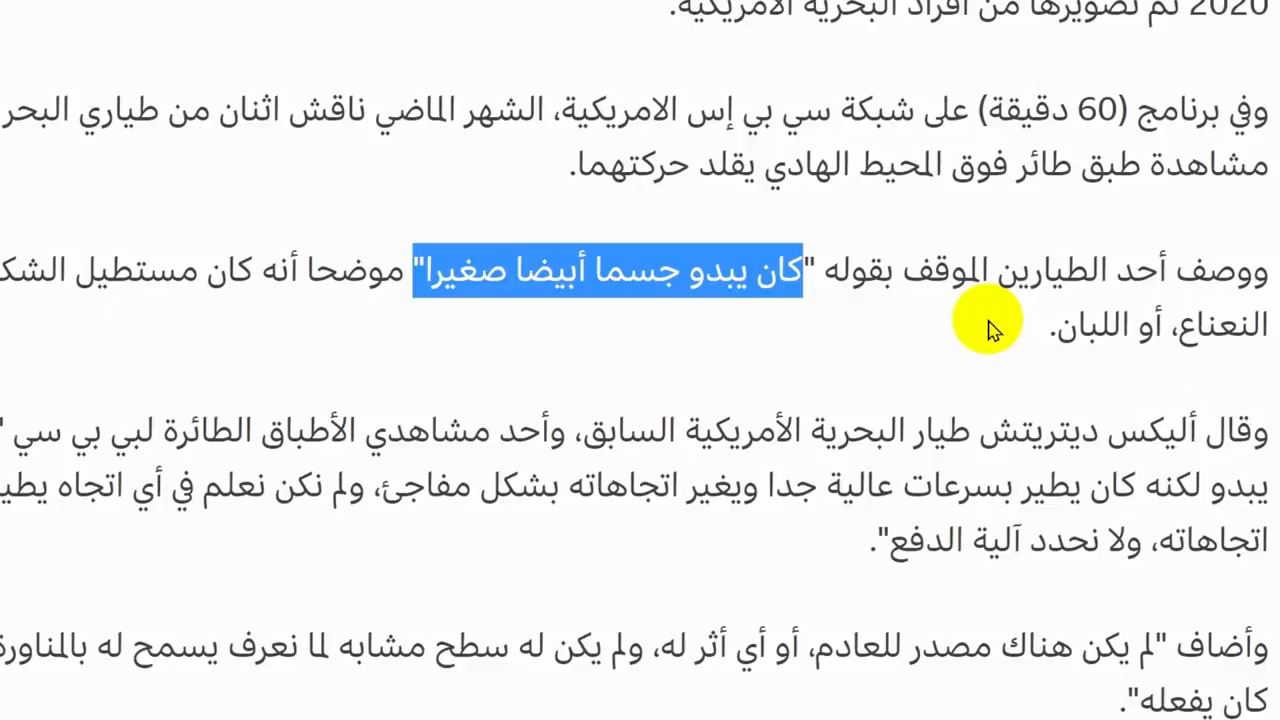 2020 تم تصويرها من أفراد البحرية الأمريكية.
وفي برنامج (60 دقيقة) على شبكة سي بي إس الامريكية، الشهر الماضي ناقش اثنان من طياري البحر
مشاهدة طبق طائر فوق المحيط الهادي يقلد حركتهما.
ووصف أحد الطيارين الموقف بقوله "كان يبدو جسما أبيضا صغيرا" موضحا أنه كان مستطيل الشك
النعناع، أو اللبان.
وقال أليكس ديتريتش طيار البحرية الأمريكية السابق، وأحد مشاهدي الأطباق الطائرة لبي بي سي "
يبدو لكنه كان يطير بسرعات عالية جدا ويغير اتجاهاته بشكل مفاجئ، ولم نكن نعلم في أي اتجاه يطي
اتجاهاته، ولا نحدد آلية الدفع".
وأضاف "لم يكن هناك مصدر للعادم، أو أي أثر له، ولم يكن له سطح مشابه لما نعرف يسمح له بالمناورة
كان يفعله".